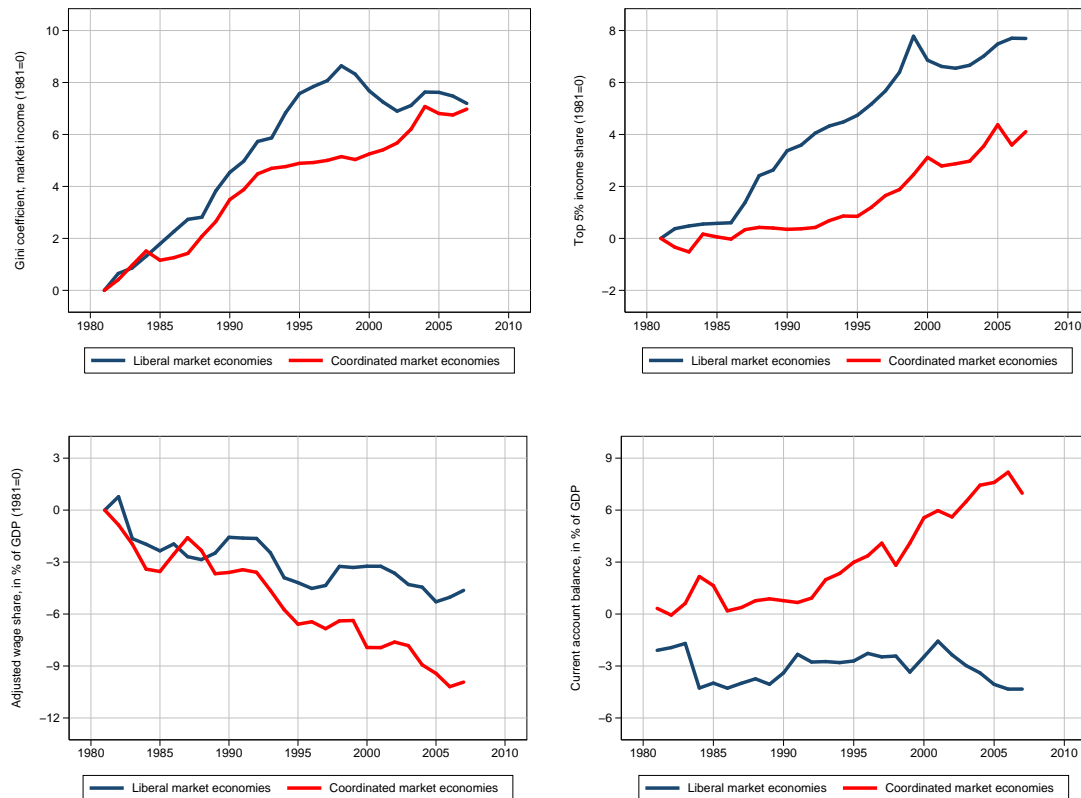 Gini coefficient, market income (1981=0)
10
8
6
4
2
0
1980 1985 1990 1995 2000 2005 2010
Liberal market economies Coordinated market economies
Top 5% income share (1981=0)
8
6
4
2
0
−2
1980 1985 1990 1995 2000 2005 2010
Liberal market economies Coordinated market economies
Adjusted wage share, in % of GDP (1981=0)
3
0
−3
−6
−9
−12
1980 1985 1990 1995 2000 2005 2010
Liberal market economies Coordinated market economies
Current account balance, in % of GDP
9
6
3
0
−3
−6
1980 1985 1990 1995 2000 2005 2010
Liberal market economies Coordinated market economies